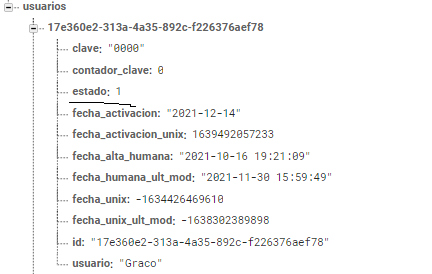 usuarios
17e360e2-313a-4a35-892c-f226376aef78
clave: "0000"
contador_clave: 0
estado: 1
fecha_activacion: "2021-12-14"
fecha_activacion_unix: 1639492057233
fecha_alta_humana: "2021-10-16 19:21:09"
fecha_humana_ult_mod: "2021-11-30 15:59:49"
fecha_unix: -1634426469610
fecha_unix_ult_mod: -1638302389898
id: "17e360e2-313a-4a35-892c-f226376aef78"
usuario: "Graco"